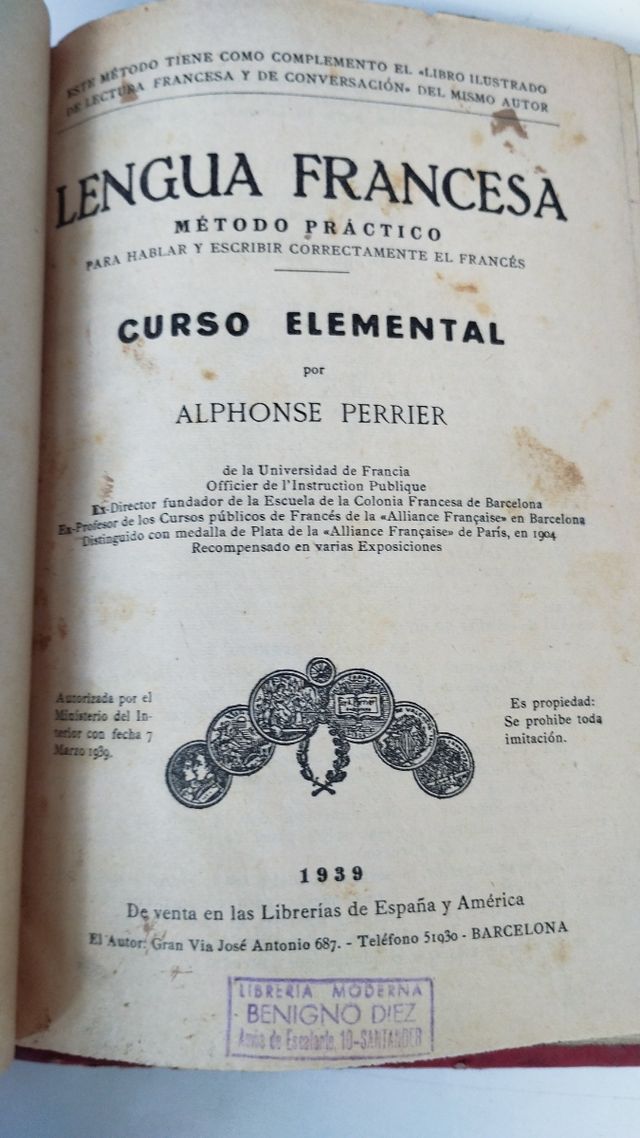 ESTE MÉTODO TIENE COMO COMPLEMENTO EL «LIBRO ILUSTRADO
DE LECTURA FRANCESA Y DE CONVERSACIÓN» DEL MISMO AUTOR
LENGUA FRANCESA
MÉTODO PRÁCTICO
PARA HABLAR Y ESCRIBIR CORRECTAMENTE EL FRANCÉS
CURSO ELEMENTAL
por
ALPHONSE PERRIER
de la Universidad de Francia
Officier de l'Instruction Publique
Ex-Director fundador de la Escuela de la Colonia Francesa de Barcelona
Ex-Profesor de los Cursos públicos de Francés de la «Alliance Française» en Barcelona
Distinguido con medalla de Plata de la «Alliance Française» de París, en 1904
Recompensado en varias Exposiciones
Autorizada por el
Ministerio del In-
terior con fecha 7
Marzo 1939.
Es propiedad:
Se prohibe toda
imitación.
1939
De venta en las Librerías de España y América
El Autor: Gran Via José Antonio 687. - Teléfono 51930 - BARCELONA
LIBRERIA MODERNA
BENIGNO DIEZ
Amós de Escalante, 10-SANTANDER